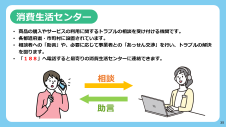 消費生活センター
・ 商品の購入やサービスの利用に関するトラブルの相談を受け付ける機関です。
・ 各都道府県・市町村に設置されています。
・ 相談者への「助言」や、必要に応じて事業者との「あっせん交渉」を行い、トラブルの解決
を図ります。
・ 「１８８」へ電話すると最寄りの消費生活センターに連絡できます。
相談
助言